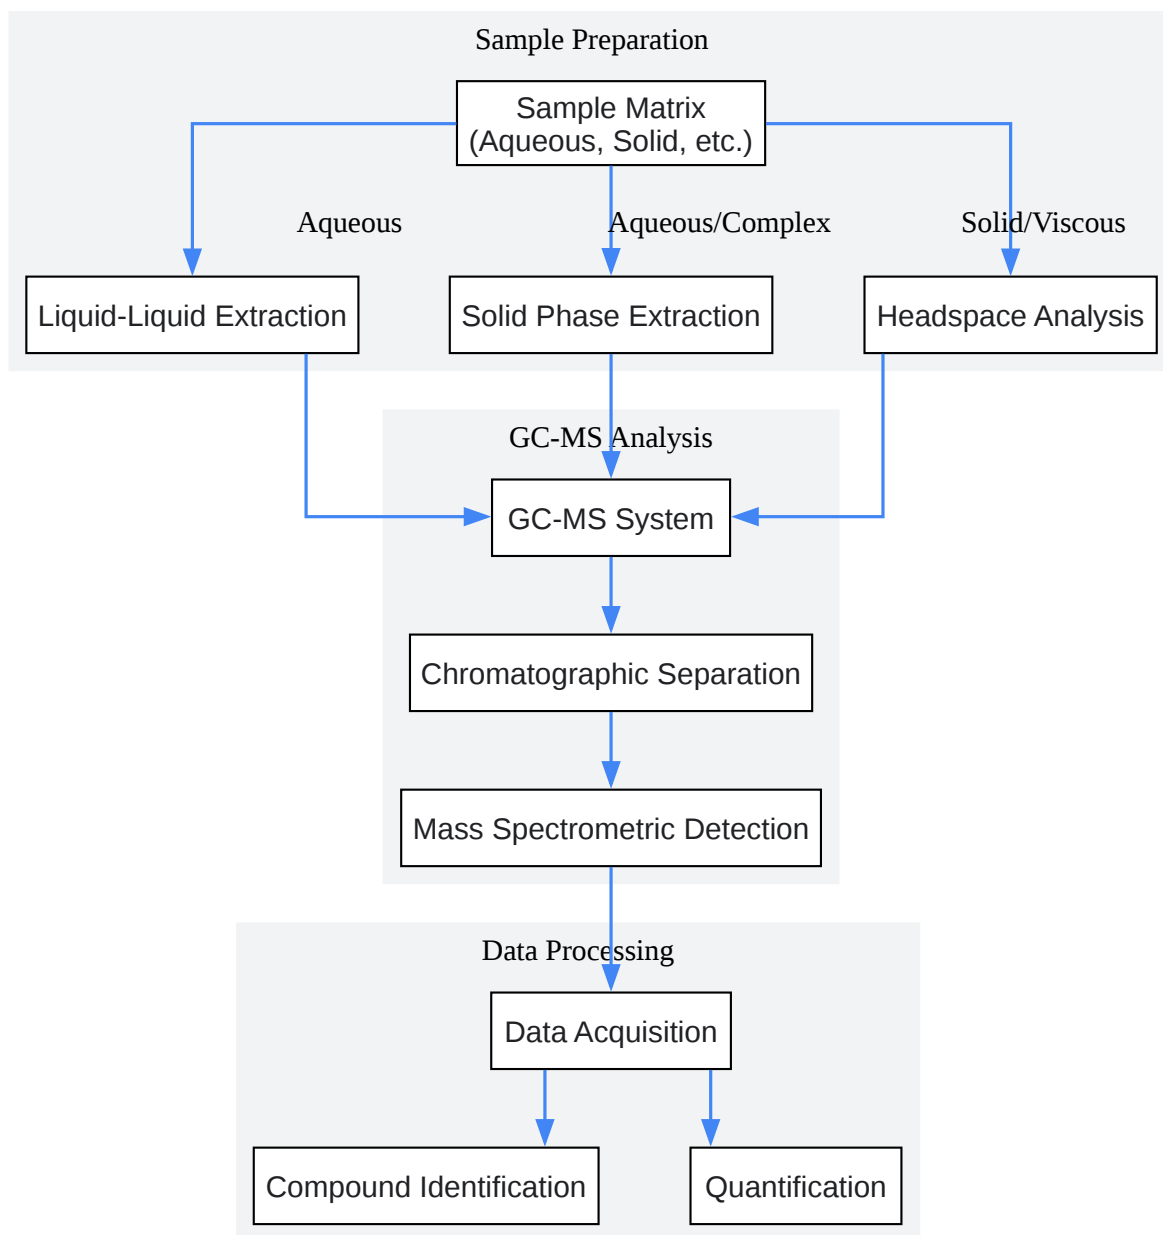 Sample Preparation
Sample Matrix
(Aqueous, Solid, etc.)
Aqueous
Aqueous/Complex
Solid/Viscous
Liquid-Liquid Extraction
Solid Phase Extraction
Headspace Analysis
GC-MS Analysis
GC-MS System
Chromatographic Separation
Mass Spectrometric Detection
Data Processing
Data Acquisition
Compound Identification
Quantification